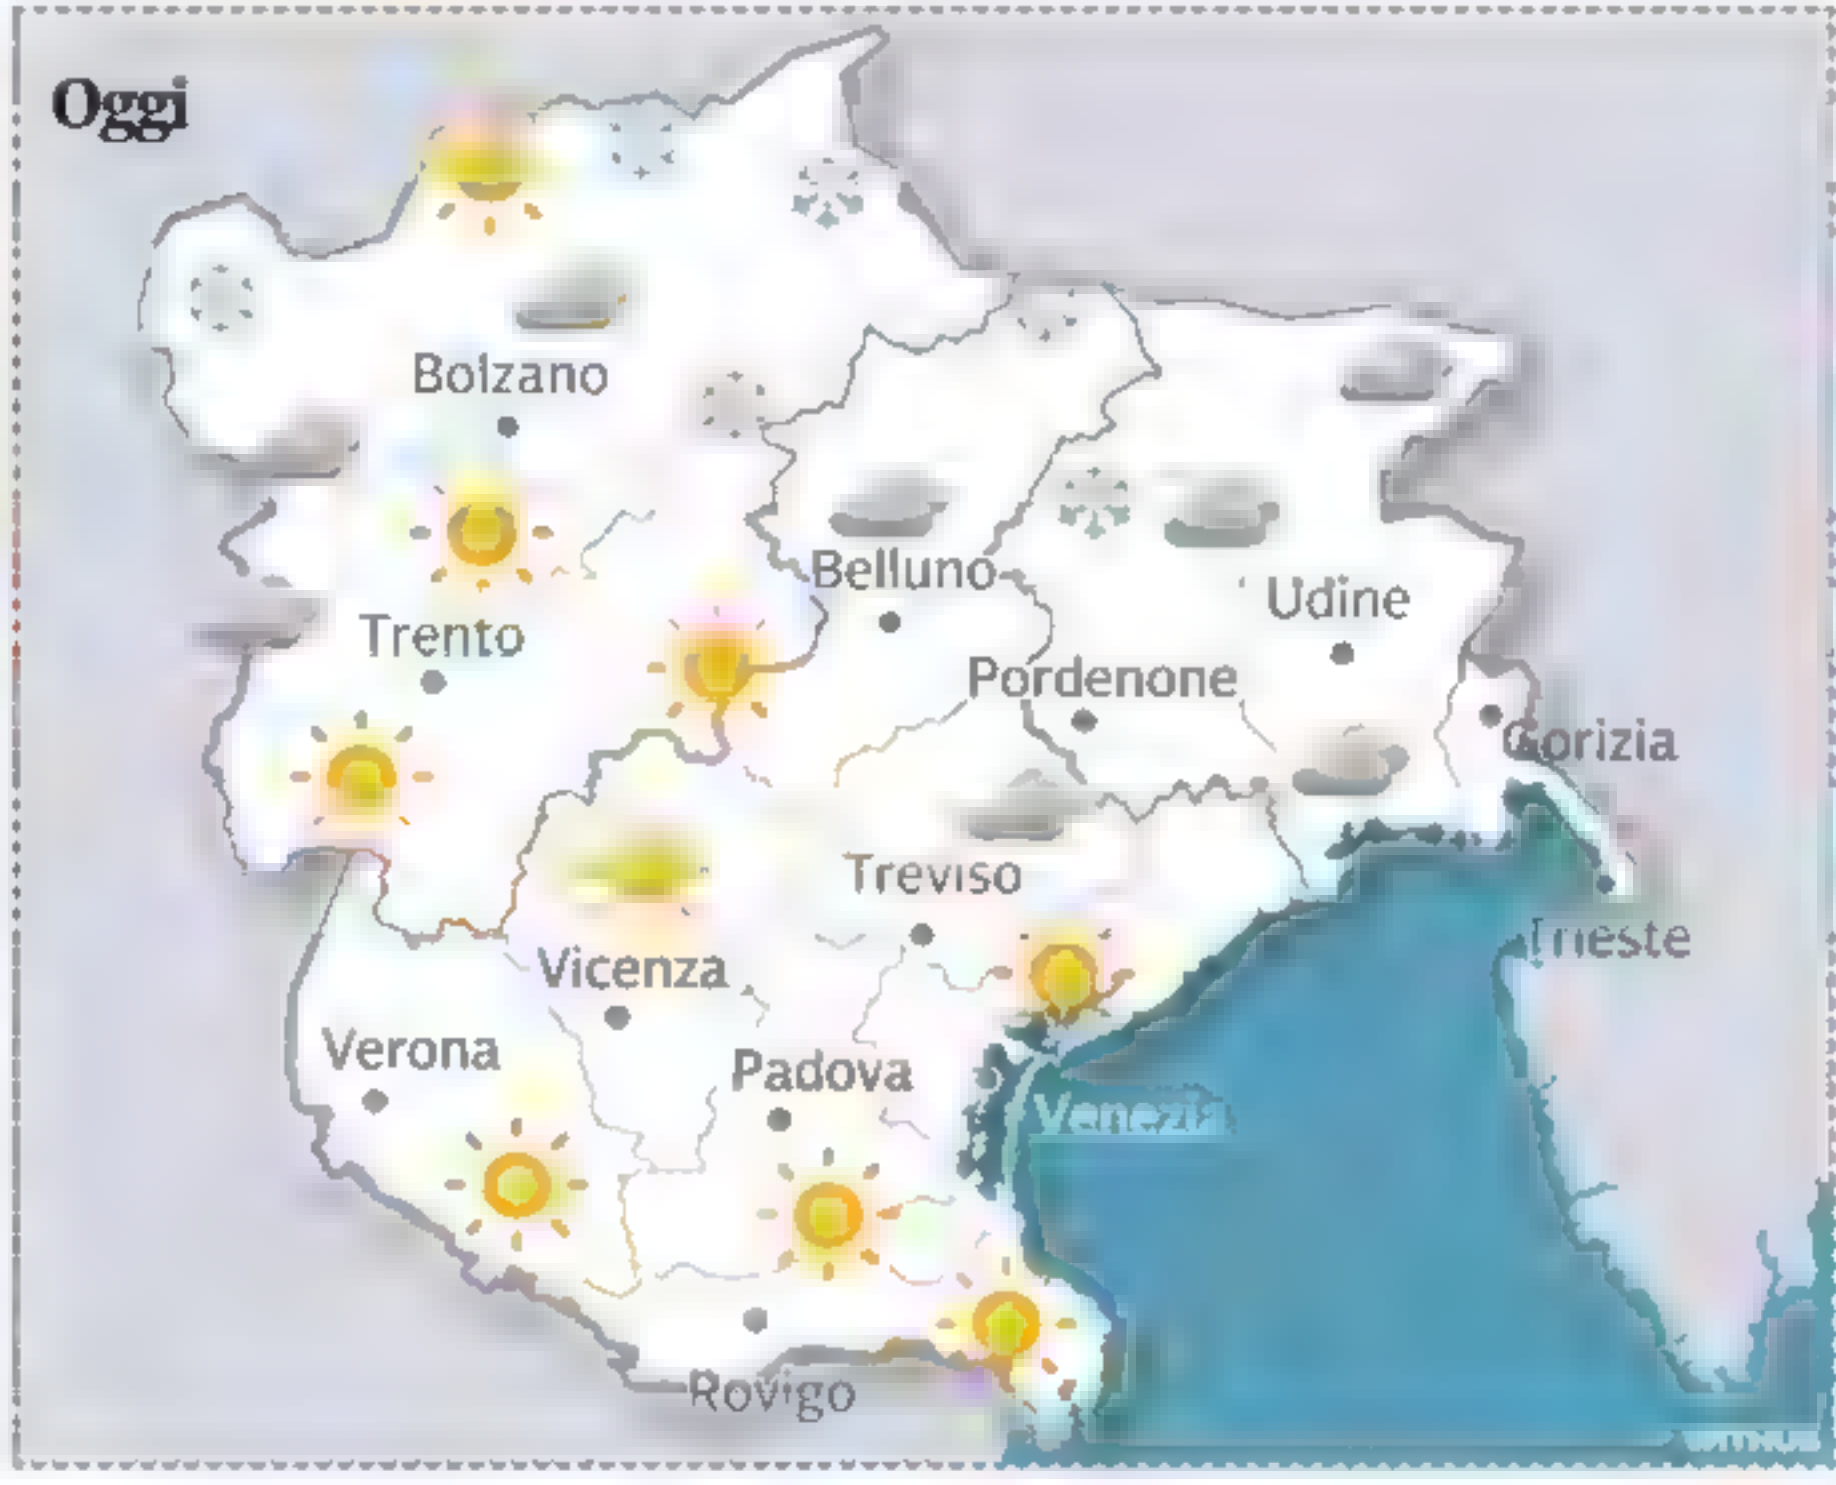 Oggi
Bolzano
Belluno
Udine
Trento
Pordenone
Gorizia
Treviso
Trieste
Vicenza
Verona
Padova
Venezia
Rovigo